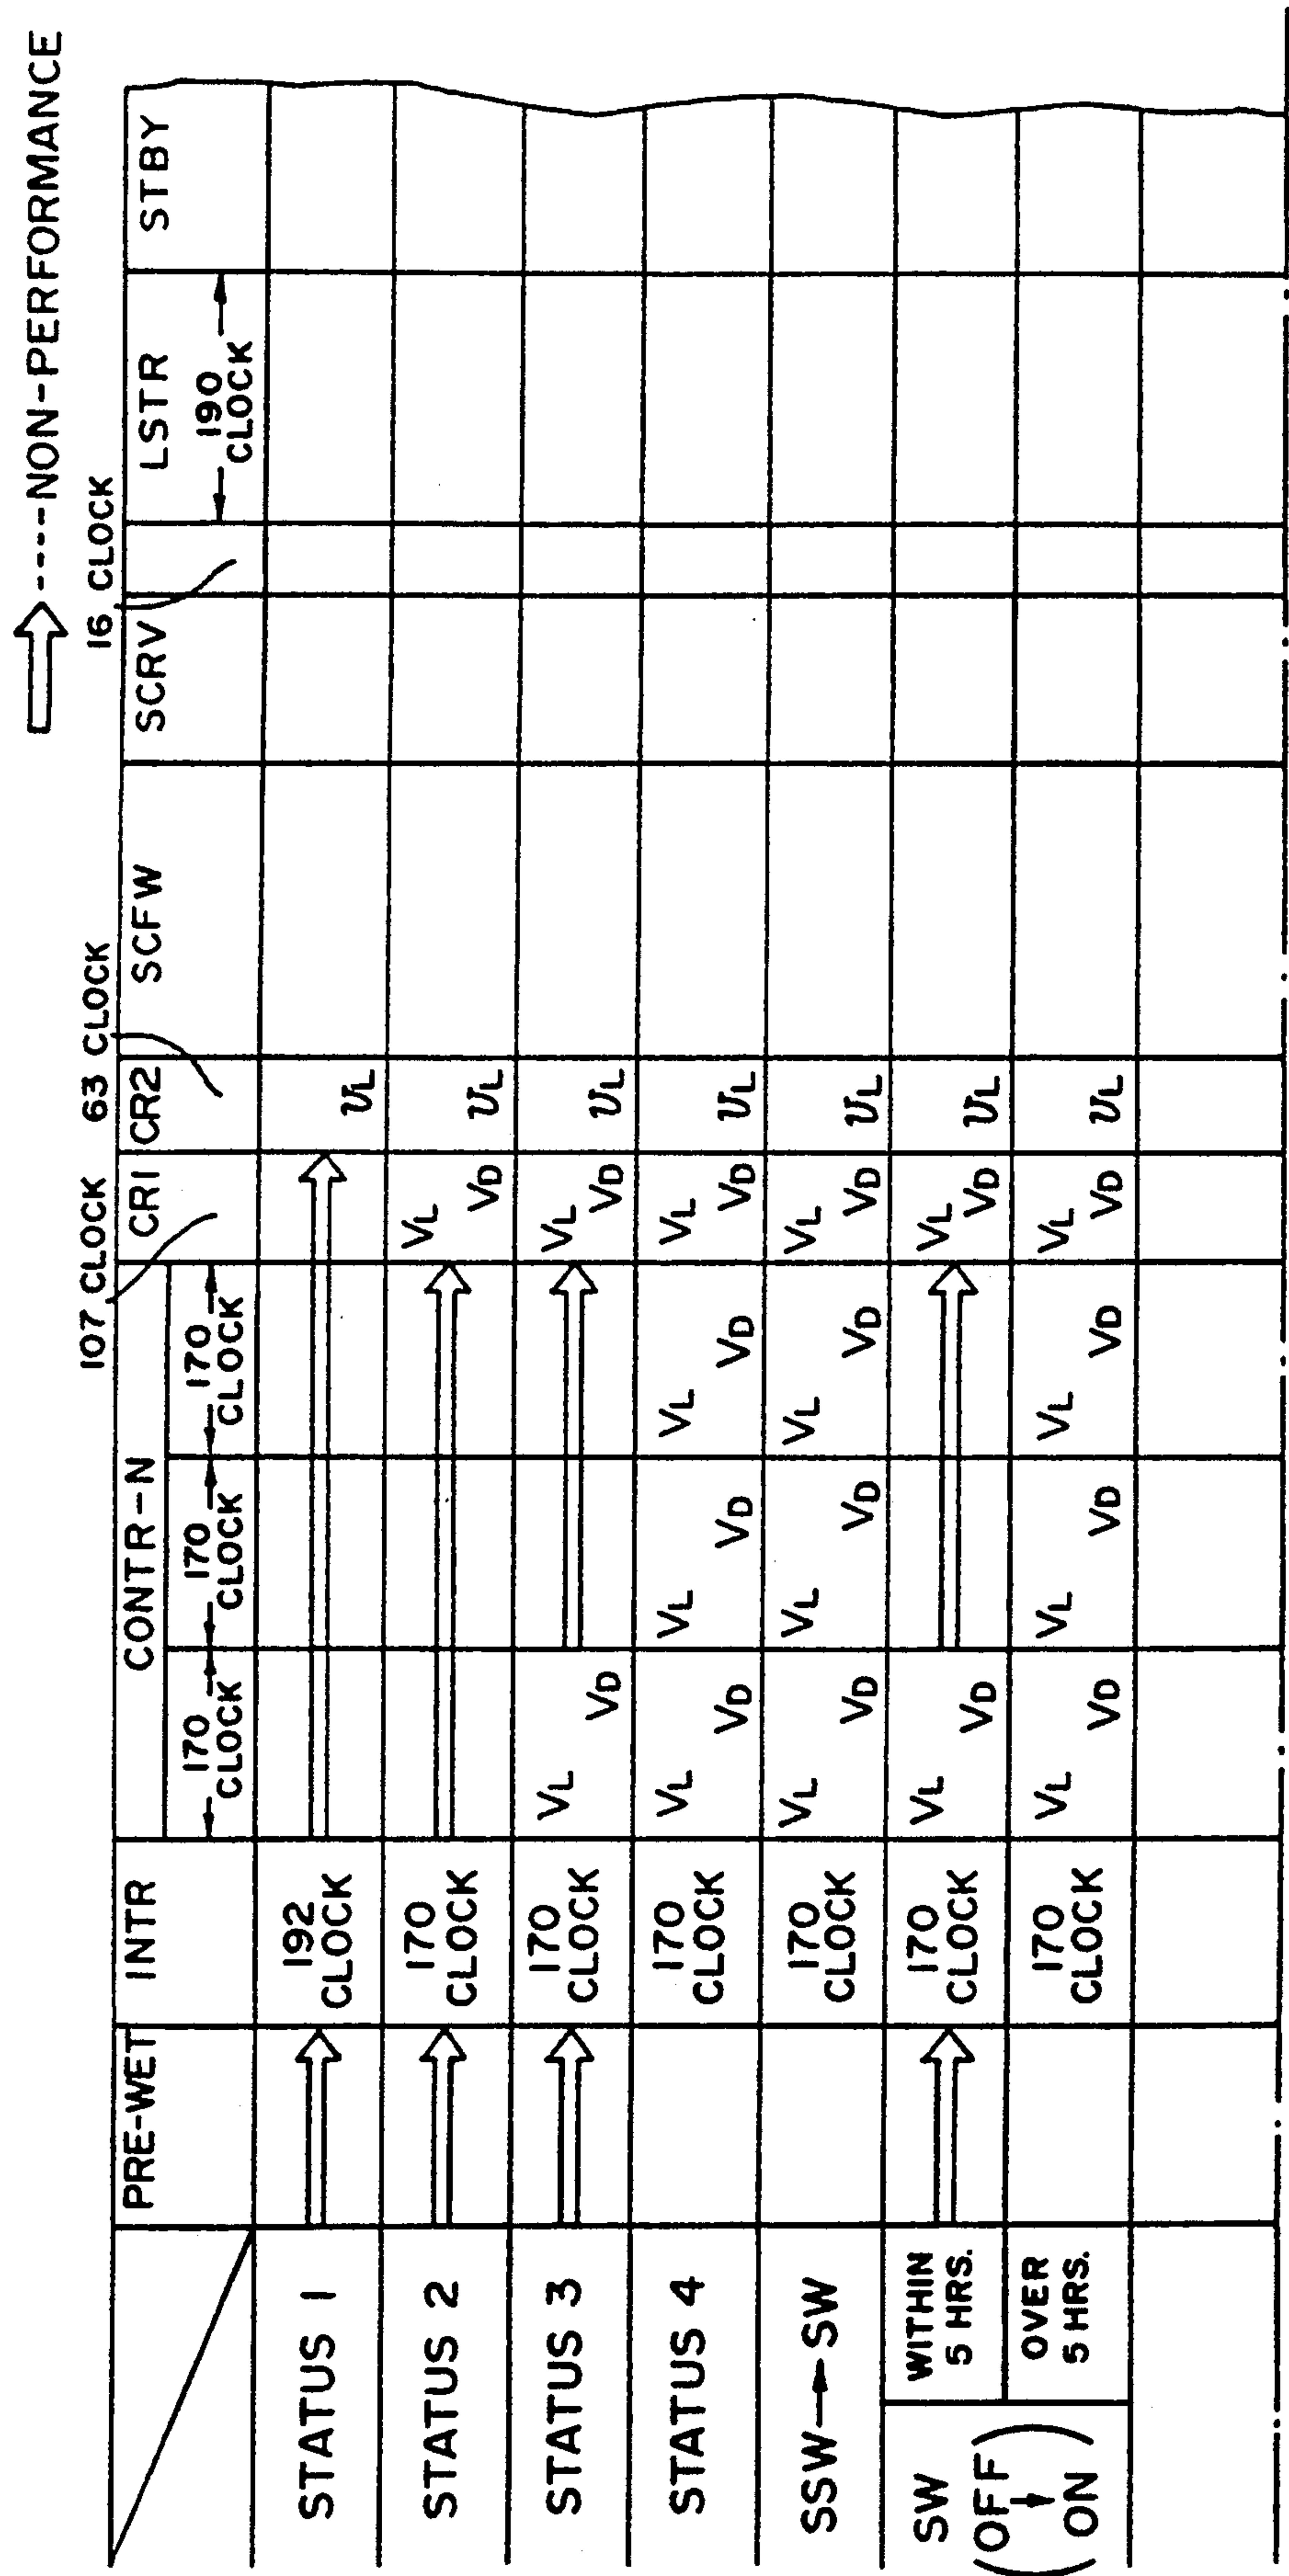 ⇨----NON-PERFORMANCE
107 CLOCK
63 CLOCK
16 CLOCK
PRE-WET
INTR
CONTR-N
CR1
CR2
SCFW
SCRV
LSTR
STBY
170 CLOCK
170 CLOCK
170 CLOCK
190 CLOCK
STATUS 1
192 CLOCK
VL
STATUS 2
170 CLOCK
VL VD
VL
STATUS 3
170 CLOCK
VL VD
VL VD
VL
STATUS 4
170 CLOCK
VL VD
VL VD
VL VD
VL VD
VL
SSW→SW
170 CLOCK
VL VD
VL VD
VL VD
VL VD
VL
SW
(OFF
↓
ON)
WITHIN
5 HRS.
170 CLOCK
VL VD
VL VD
VL
OVER
5 HRS.
170 CLOCK
VL VD
VL VD
VL VD
VL VD
VL